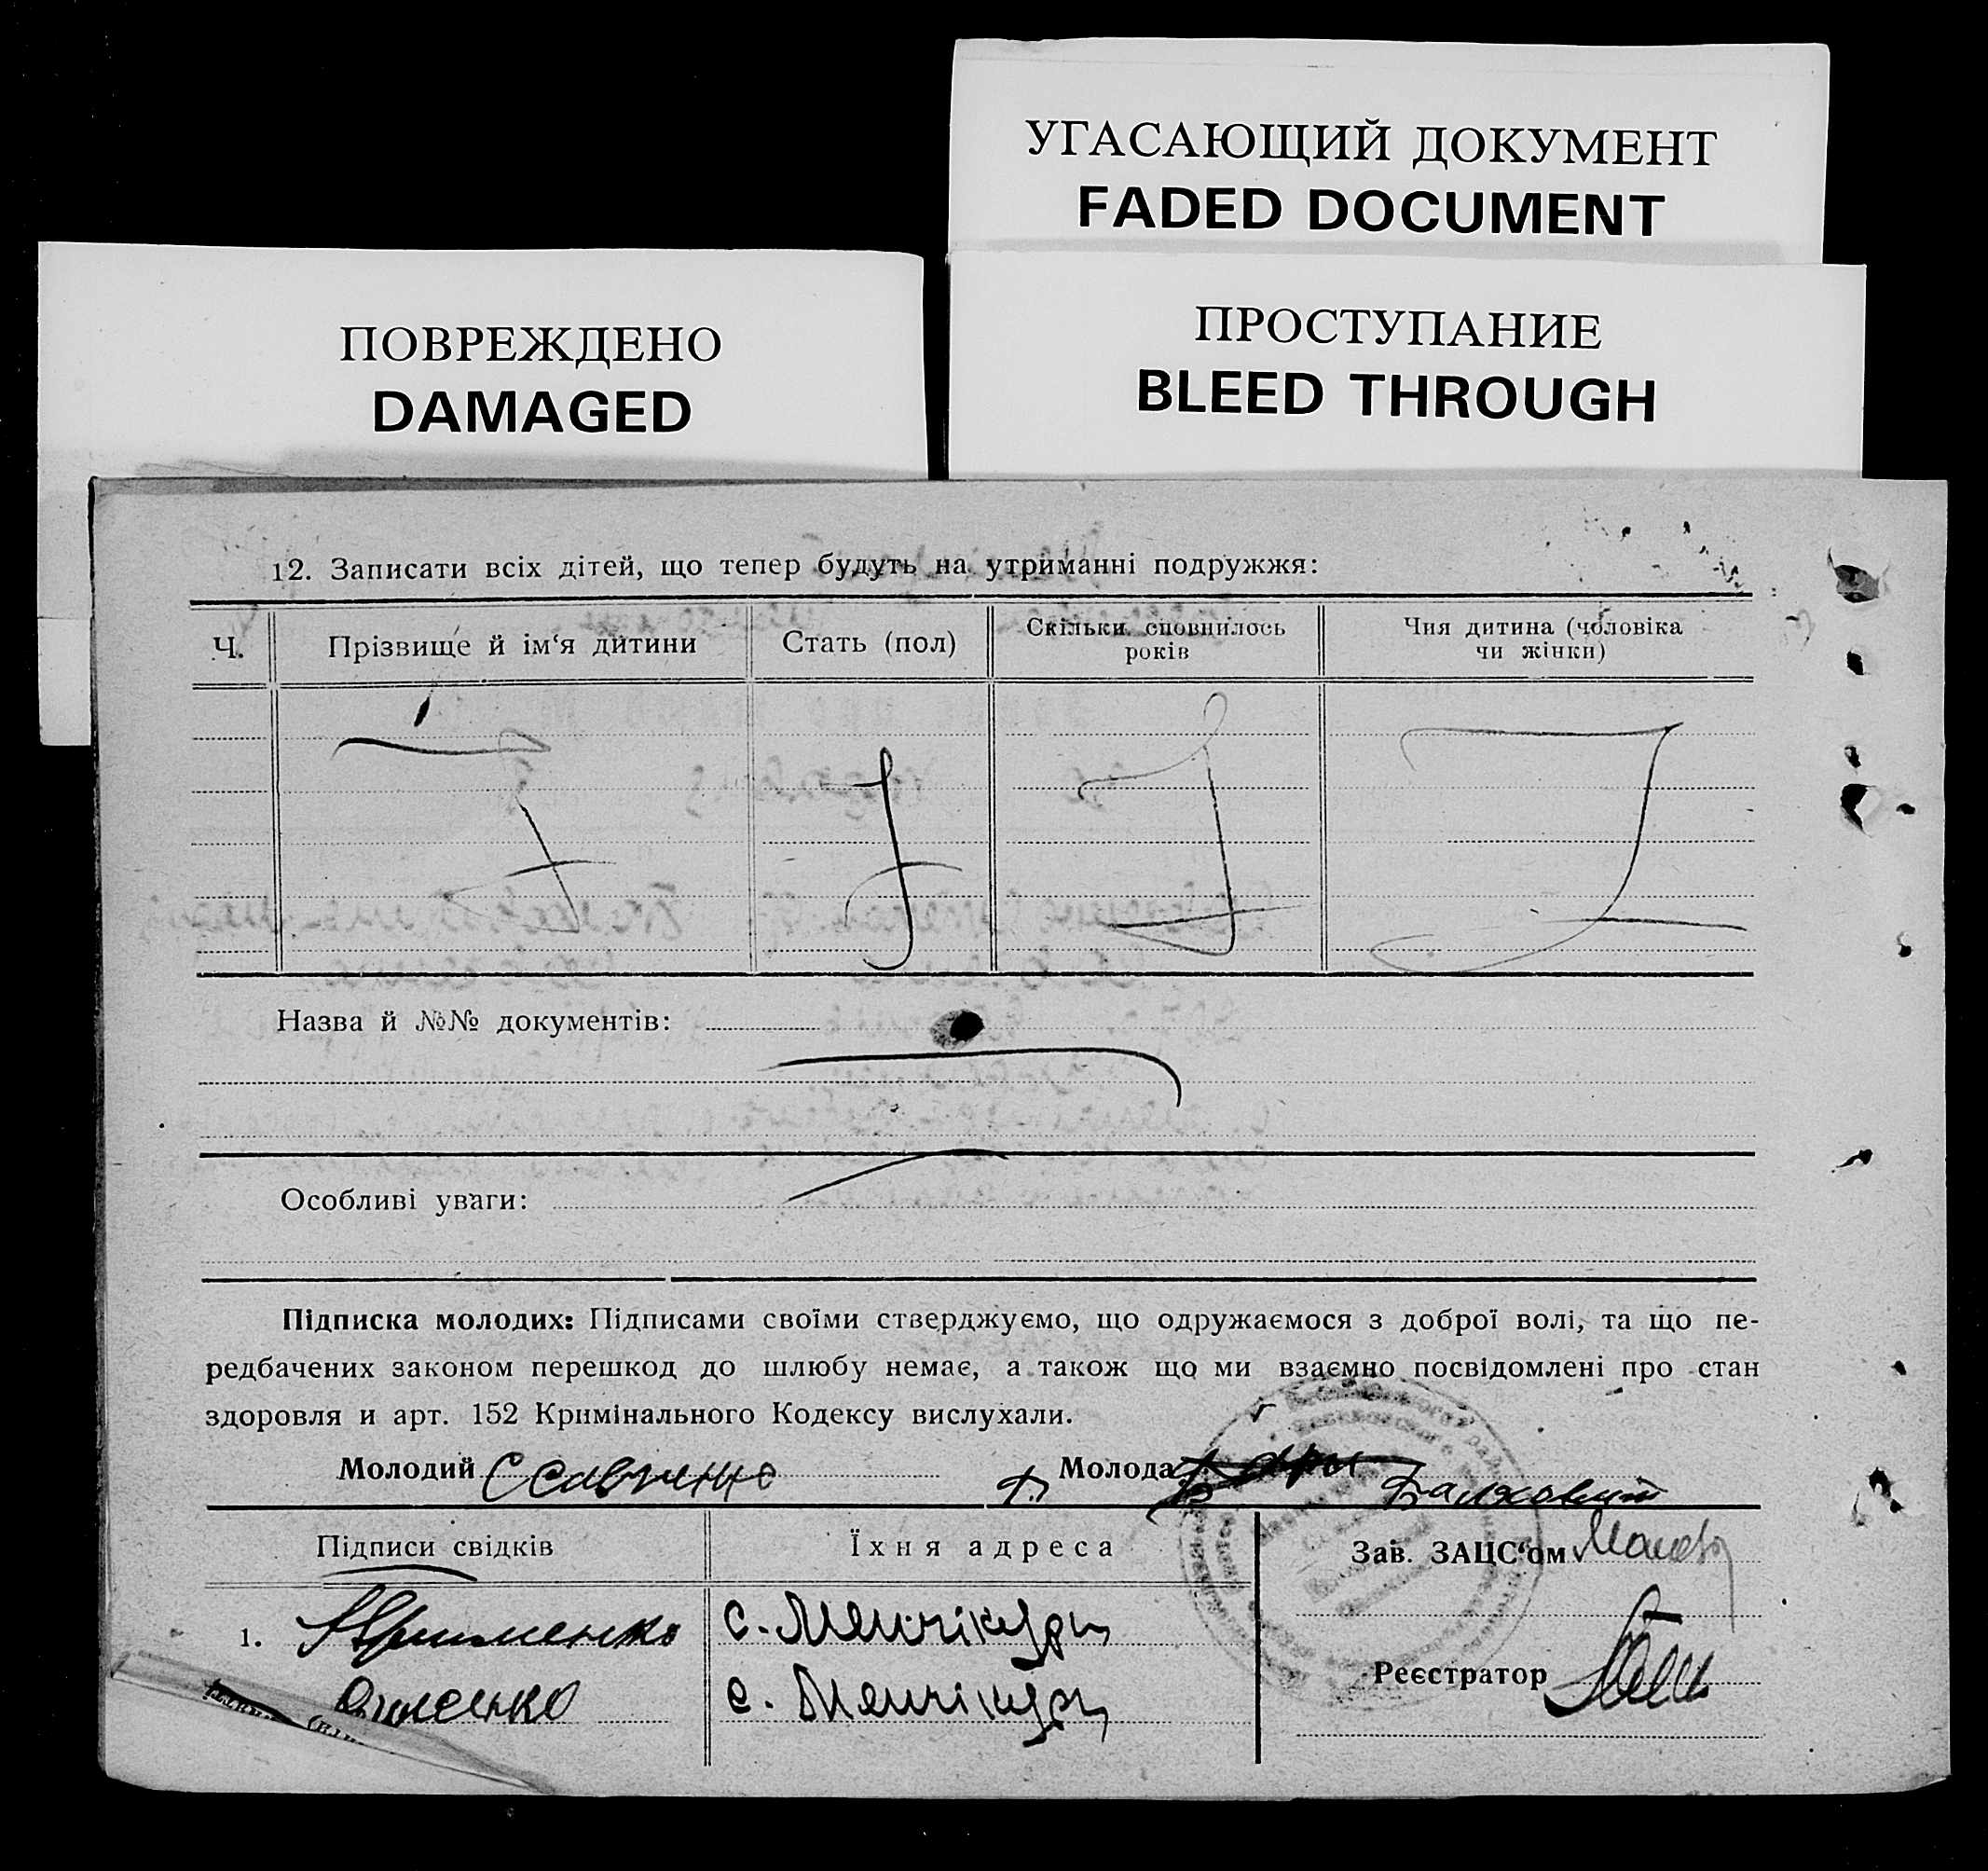 УГАСАЮЩИЙ ДОКУМЕНТ
FADED DOCUMENT
ПОВРЕЖДЕНО
DAMAGED
ПРОСТУПАНИЕ
BLEED THROUGH
12. Записати всіх дітей, що тепер будуть на утриманні подружжя:
Ч.
Прізвище й ім‘я дитини
Стать (пол)
Скільки сповнилось
років
Чия дитина (чоловіка
чи жінки)
Назва й №№ документів:
Особливі уваги:
Підписка молодих: Підписами своїми стверджуємо, що одружаємося з доброї волі, та що пе-
редбачених законом перешкод до шлюбу немає, а також що ми взаємно посвідомлені про стан
здоровля и арт. 152 Кримінального Кодексу вислухали.
Молодий
Молода
Підписи свідків
Їхня адреса
Зав. ЗАЦС‘ом
1.
с. Менчікури
с. Менчікури
Реєстратор